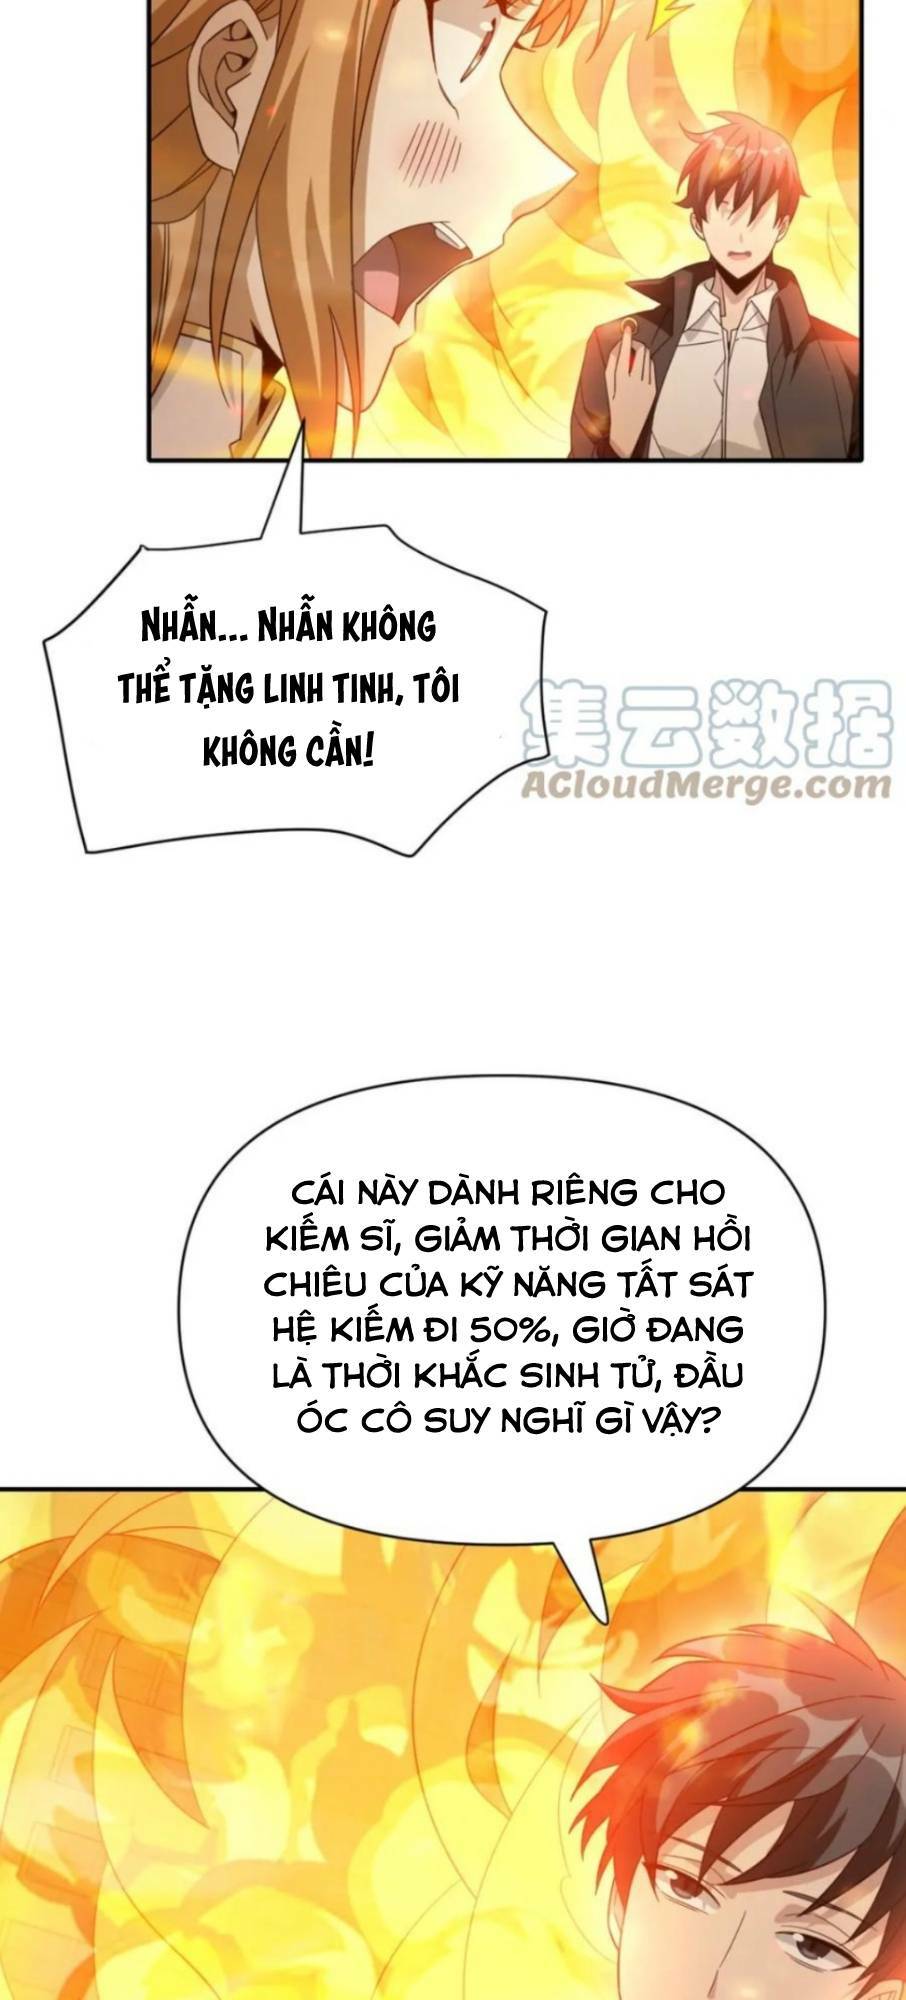 NHẪN... NHẪN KHÔNG
THỂ TẶNG LINH TINH, TÔI
KHÔNG CẦN!
集云数据
ACloudMerge.com
CÁI NÀY DÀNH RIÊNG CHO
KIẾM SĨ, GIẢM THỜI GIAN HỒI
CHIÊU CỦA KỸ NĂNG TẤT SÁT
HỆ KIẾM ĐI 50%, GIỜ ĐANG
LÀ THỜI KHẮC SINH TỬ, ĐẦU
ÓC CÔ SUY NGHĨ GÌ VẬY?